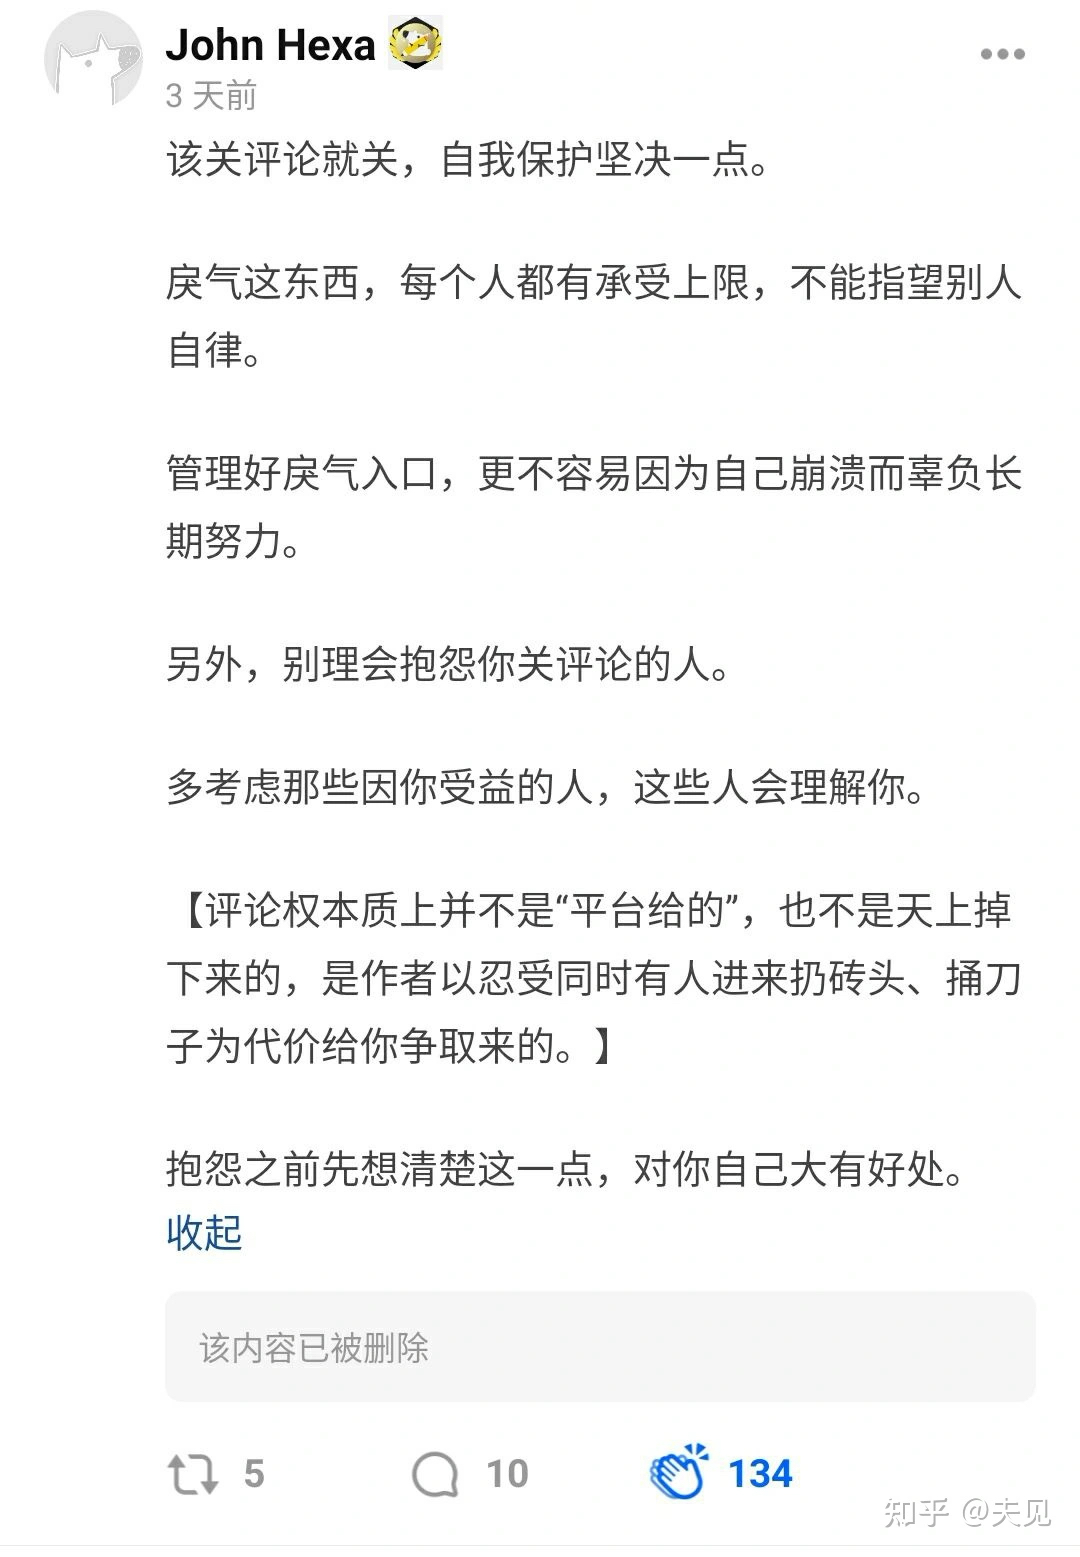 John Hexa
3 天前
该关评论就关，自我保护坚决一点。
戾气这东西，每个人都有承受上限，不能指望别人
自律。
管理好戾气入口，更不容易因为自己崩溃而辜负长
期努力。
另外，别理会抱怨你关评论的人。
多考虑那些因你受益的人，这些人会理解你。
【评论权本质上并不是“平台给的”，也不是天上掉
下来的，是作者以忍受同时有人进来扔砖头、捅刀
子为代价给你争取来的。】
抱怨之前先想清楚这一点，对你自己大有好处。
收起
该内容已被删除
5
10
134
知乎 @夫见